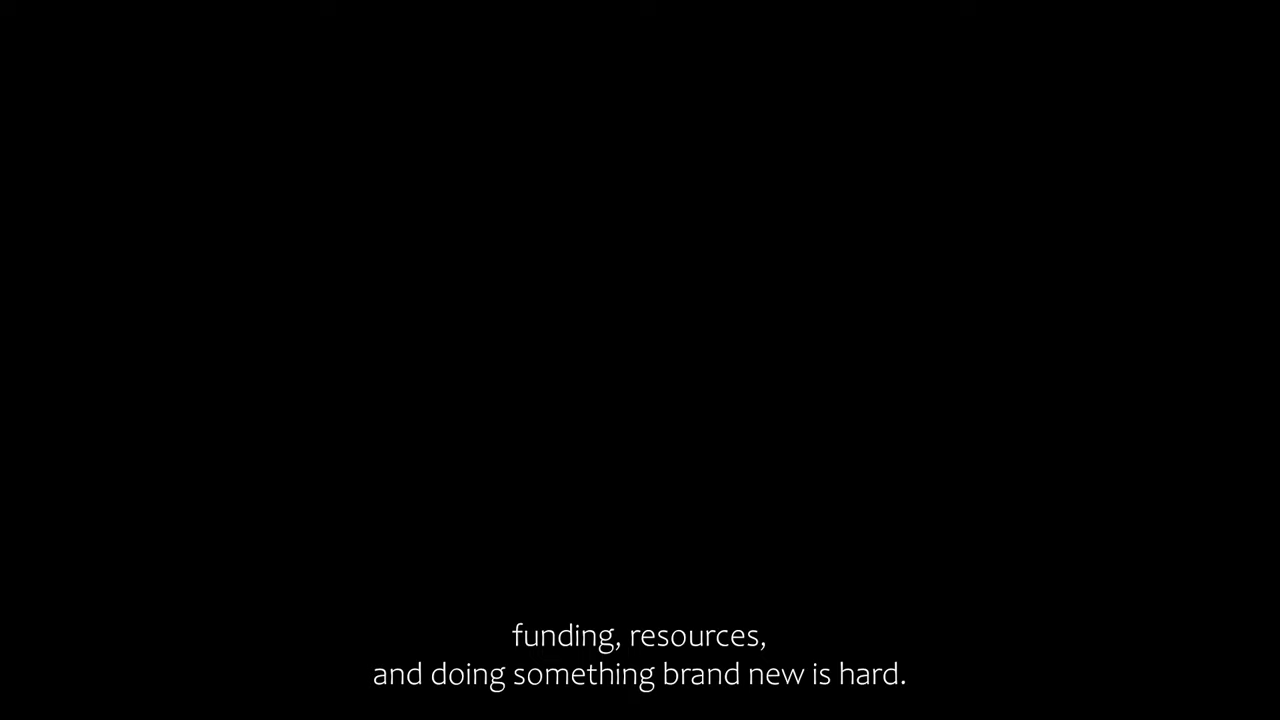 funding, resources,
and doing something brand new is hard.